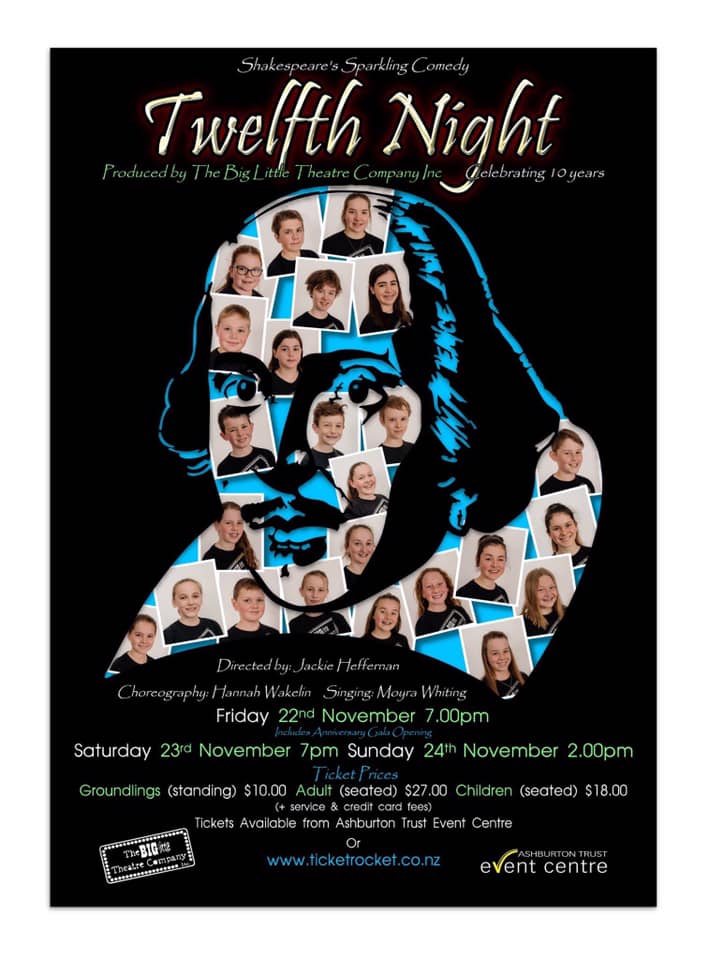 Shakespeare's Sparkling Comedy
Twelfth Night
Produced by The Big Little Theatre Company Inc Celebrating 10 years
Directed by: Jackie Heffernan
Choreography: Hannah Wakelin Singing: Moyra Whiting
Friday 22nd November 7.00pm
Includes Anniversary Gala Opening
Saturday 23rd November 7pm Sunday 24th November 2.00pm
Ticket Prices
Groundlings (standing) $10.00 Adult (seated) $27.00 Children (seated) $18.00
(+ service & credit card fees)
Tickets Available from Ashburton Trust Event Centre
Or
www.ticketrocket.co.nz
The BIG little
Theatre Company Inc.
ASHBURTON TRUST
event centre